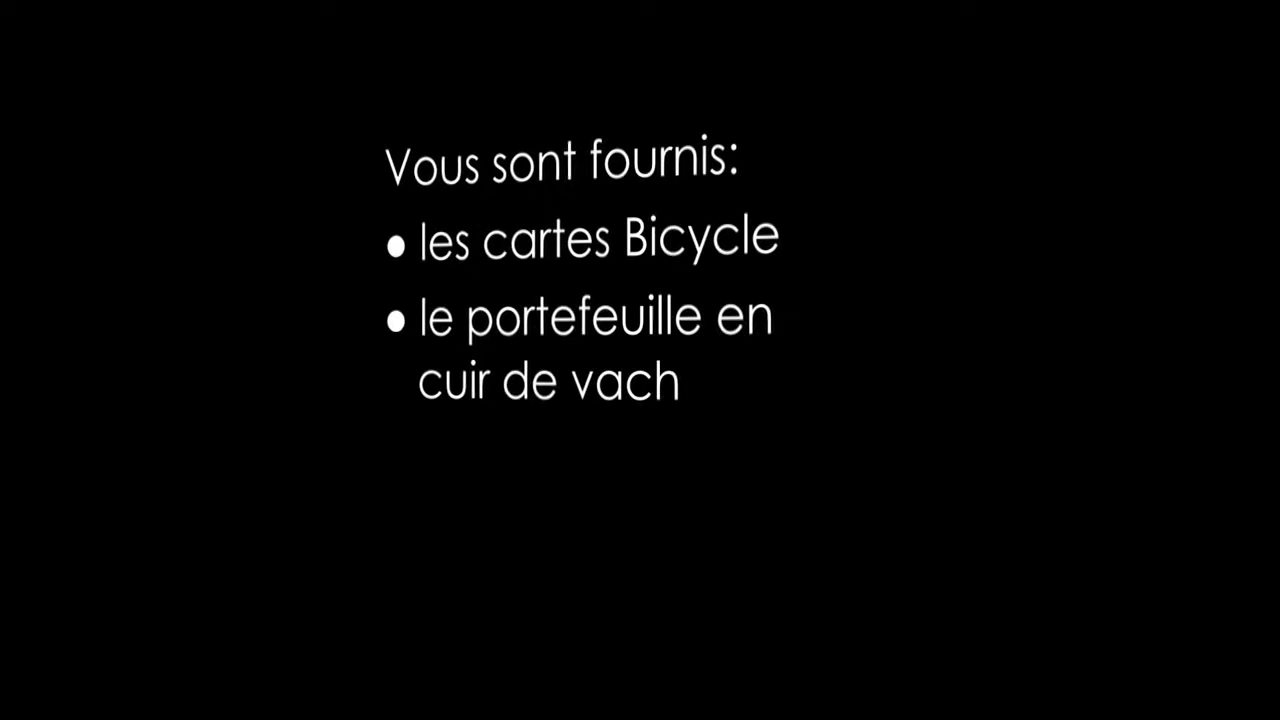 Vous sont fournis:
• les cartes Bicycle
• le portefeuille en
cuir de vach